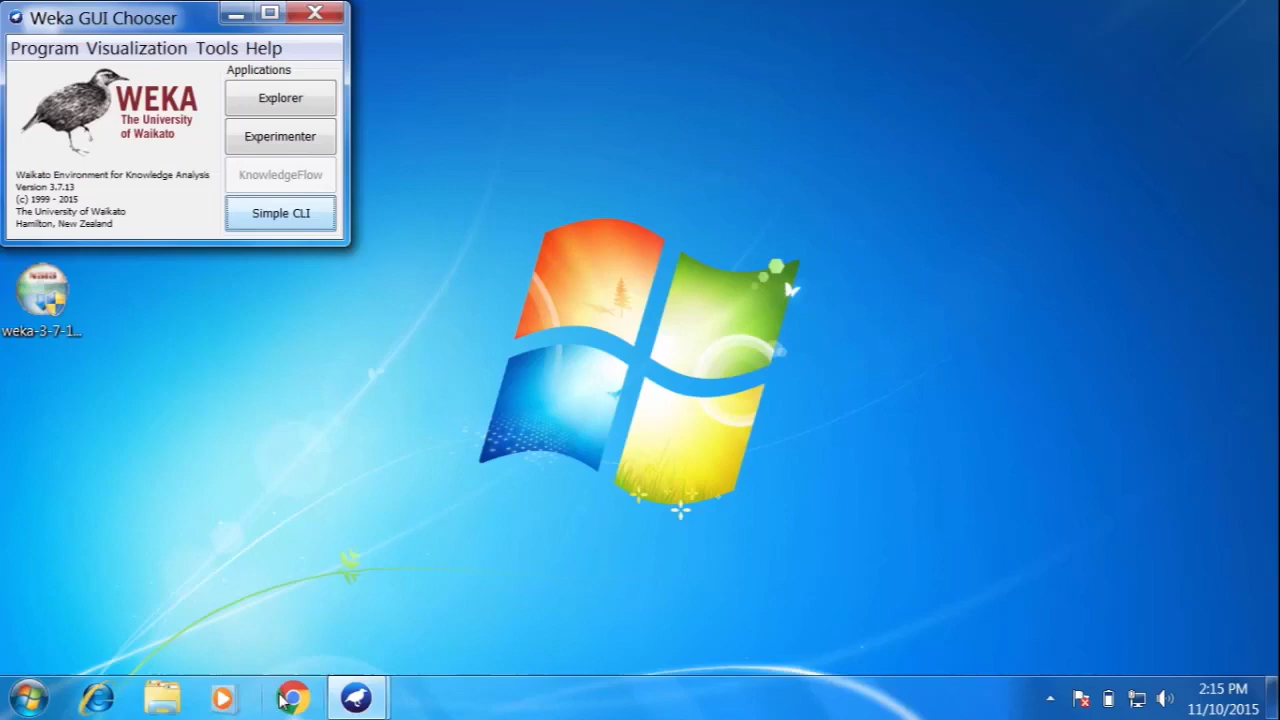 Weka GUI Chooser
Program Visualization Tools Help
Applications
WEKA
The University
of Waikato
Explorer
Experimenter
KnowledgeFlow
Simple CLI
Waikato Environment for Knowledge Analysis
Version 3.7.13
(c) 1999 - 2015
The University of Waikato
Hamilton, New Zealand
weka-3-7-1...
2:15 PM
11/10/2015